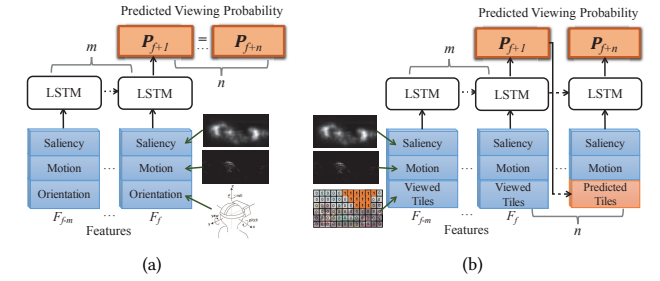 Predicted Viewing Probability
P_{f+1} = ... P_{f+n}
m
n
LSTM ... LSTM
Saliency Saliency
Motion ... Motion
Orientation Orientation
F_{f-m} ... F_f
Features
(a)
Predicted Viewing Probability
P_{f+1} P_{f+n}
m
LSTM LSTM LSTM
Saliency Saliency Saliency
Motion Motion Motion
Viewed Tiles Viewed Tiles Predicted Tiles
F_{f-m} ... F_f
n
Features
(b)